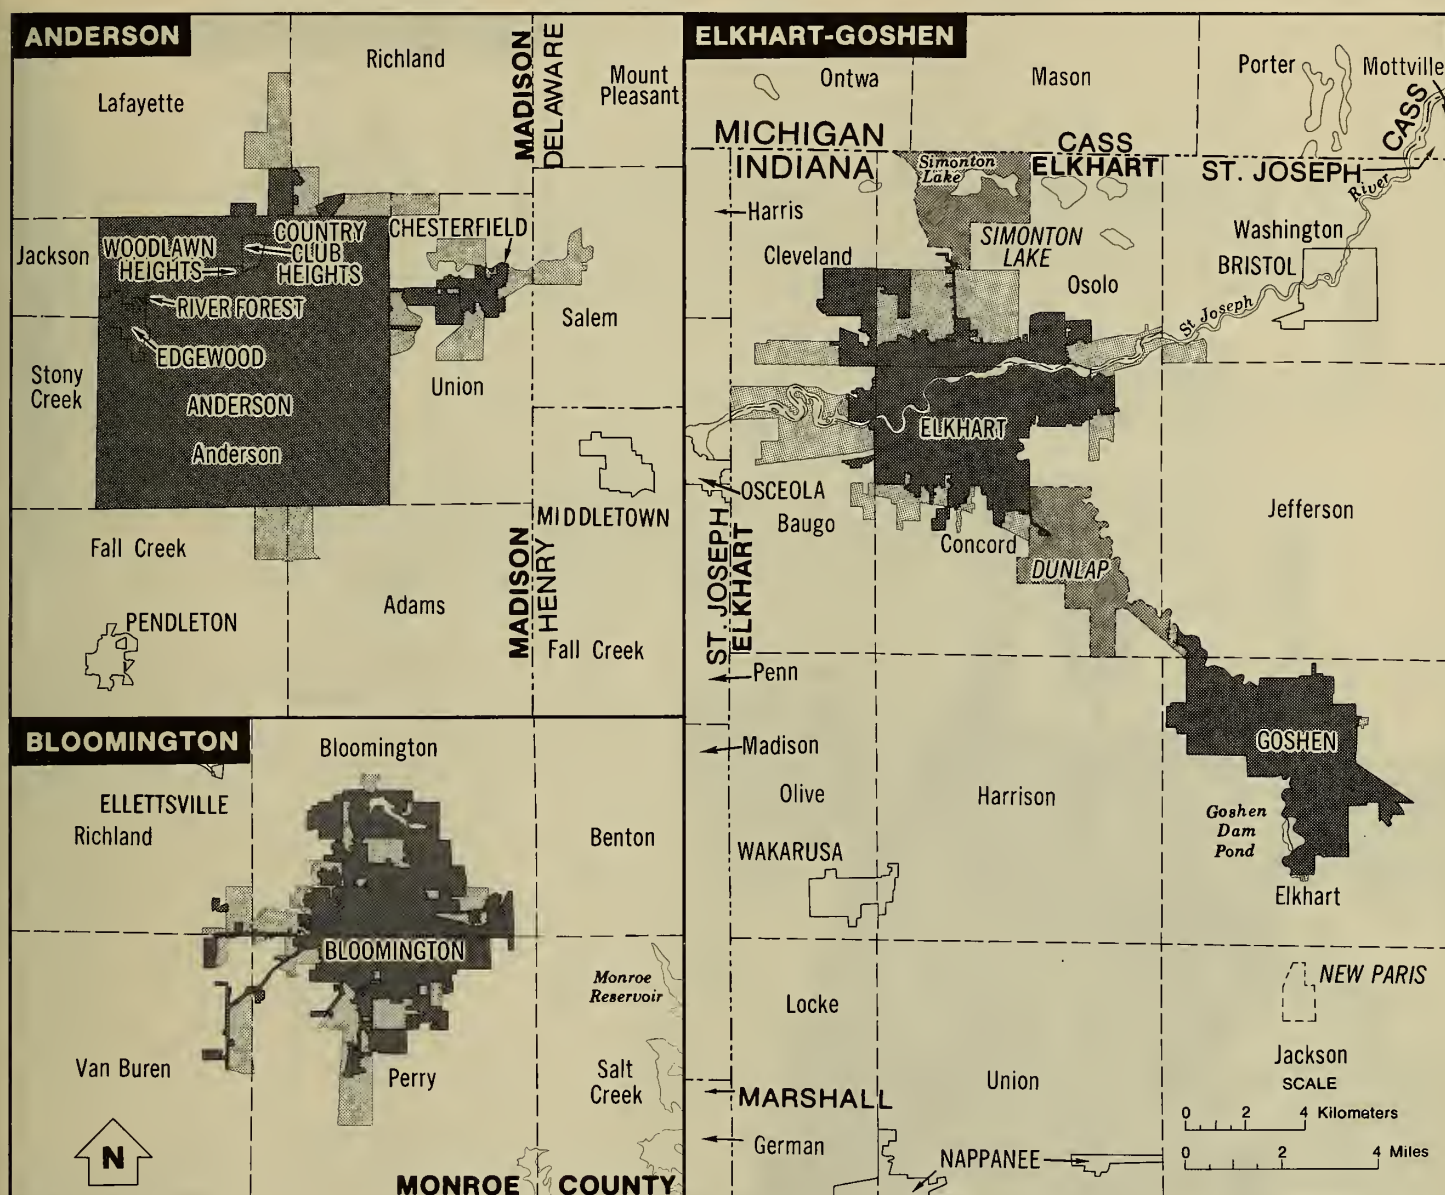 ANDERSON
Richland
Lafayette
MADISON
DELAWARE
Mount
Pleasant
Jackson
WOODLAWN
HEIGHTS
COUNTRY
CLUB
HEIGHTS
CHESTERFIELD
RIVER FOREST
EDGEWOOD
Salem
Stony
Creek
Union
ANDERSON
Anderson
MIDDLETOWN
Fall Creek
MADISON
HENRY
Adams
PENDLETON
Fall Creek
BLOOMINGTON
Bloomington
ELLETTSVILLE
Richland
Benton
BLOOMINGTON
Monroe
Reservoir
Van Buren
Perry
Salt
Creek
N
MONROE COUNTY
ELKHART-GOSHEN
Ontwa
Mason
Porter
Mottville
CASS
MICHIGAN
INDIANA
CASS
ELKHART
ST. JOSEPH
River
Simonton
Lake
Harris
SIMONTON
LAKE
Washington
Cleveland
BRISTOL
Osolo
St Joseph
ELKHART
OSCEOLA
Baugo
Jefferson
ST. JOSEPH
ELKHART
Concord
DUNLAP
Penn
Madison
GOSHEN
Olive
Harrison
Goshen
Dam
Pond
WAKARUSA
Elkhart
NEW PARIS
Locke
Jackson
Union
SCALE
0 2 4 Kilometers
0 2 4 Miles
MARSHALL
German
NAPPANEE